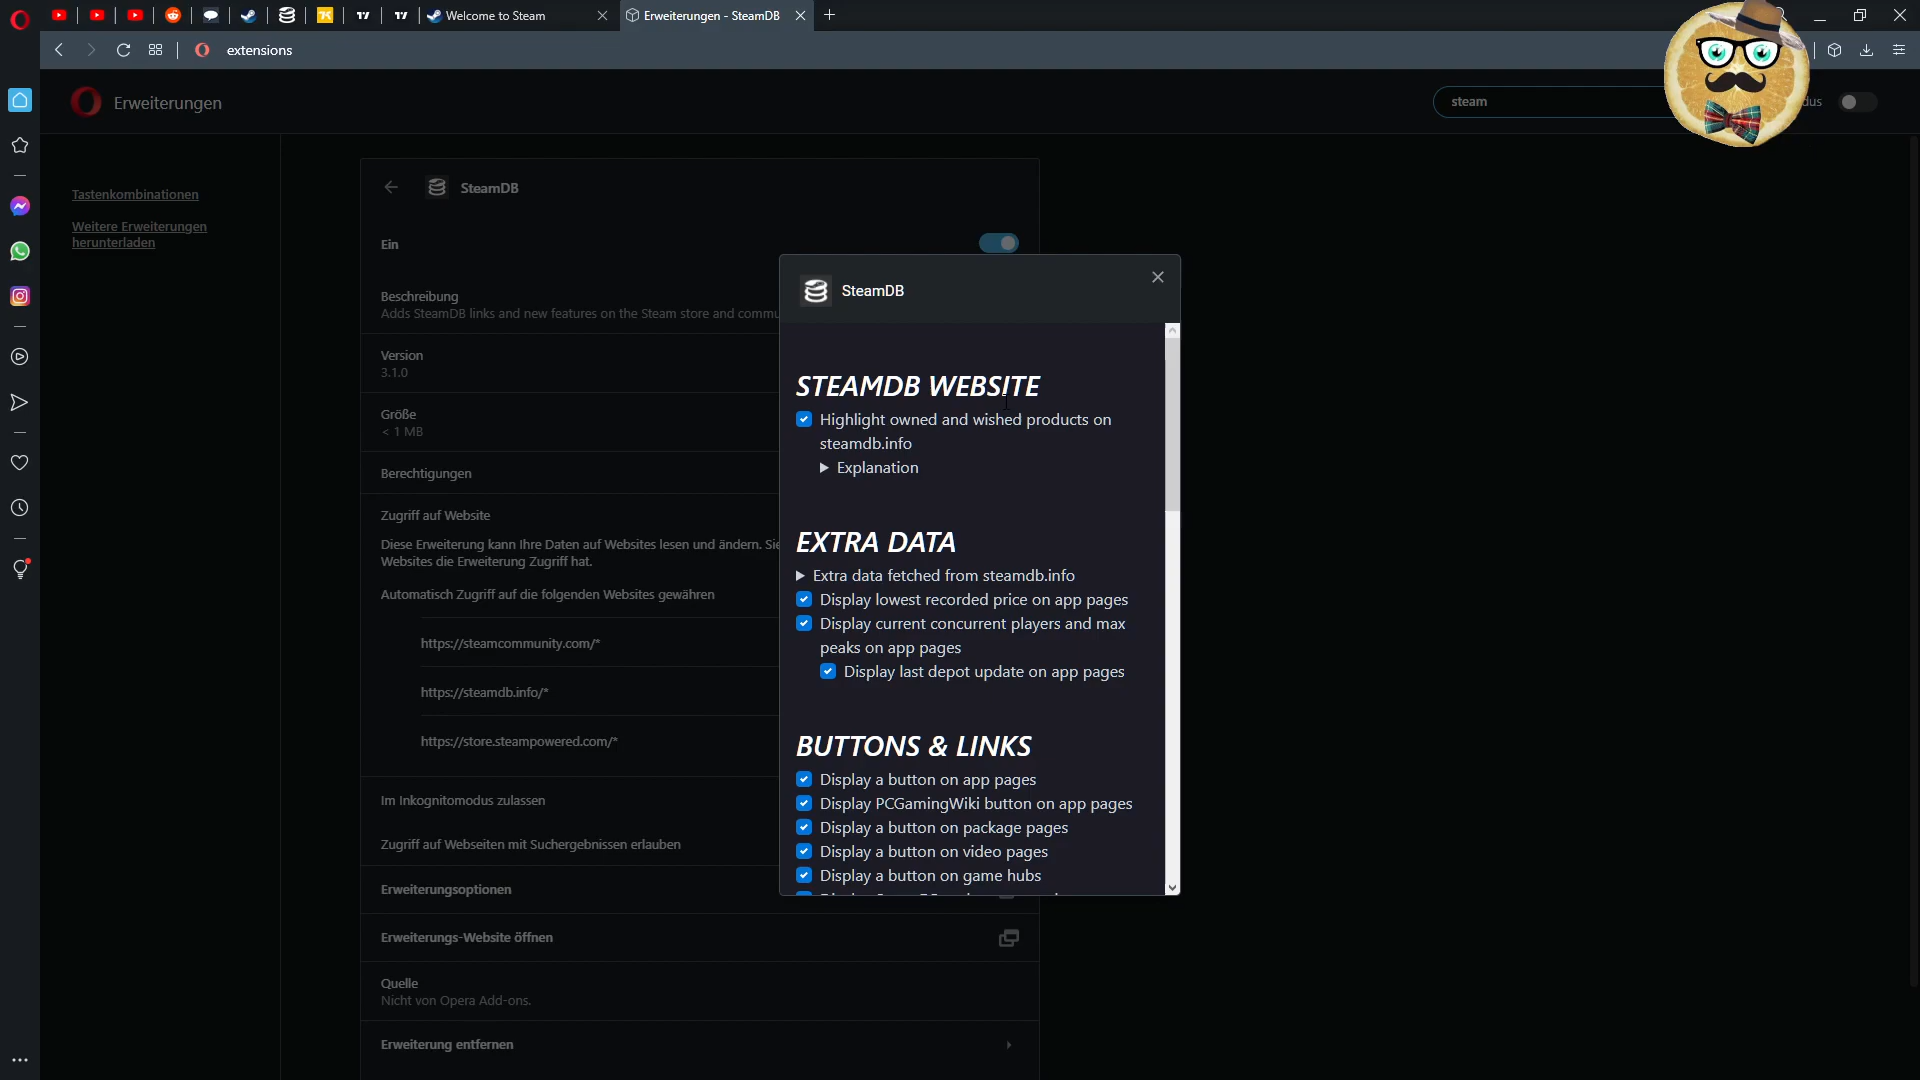 Welcome to Steam
Erweiterungen - SteamDB
extensions
Erweiterungen
steam
dus
Tastenkombinationen
Weitere Erweiterungen
herunterladen
SteamDB
Ein
Beschreibung
Adds SteamDB links and new features on the Steam store and commu
Version
3.1.0
Größe
< 1 MB
Berechtigungen
Zugriff auf Website
Diese Erweiterung kann Ihre Daten auf Websites lesen und ändern. Sie
Websites die Erweiterung Zugriff hat.
Automatisch Zugriff auf die folgenden Websites gewähren
https://steamcommunity.com/*
https://steamdb.info/*
https://store.steampowered.com/*
Im Inkognitomodus zulassen
Zugriff auf Webseiten mit Suchergebnissen erlauben
Erweiterungsoptionen
Erweiterungs-Website öffnen
Quelle
Nicht von Opera Add-ons.
Erweiterung entfernen
SteamDB
STEAMDB WEBSITE
Highlight owned and wished products on
steamdb.info
Explanation
EXTRA DATA
Extra data fetched from steamdb.info
Display lowest recorded price on app pages
Display current concurrent players and max
peaks on app pages
Display last depot update on app pages
BUTTONS & LINKS
Display a button on app pages
Display PCGamingWiki button on app pages
Display a button on package pages
Display a button on video pages
Display a button on game hubs